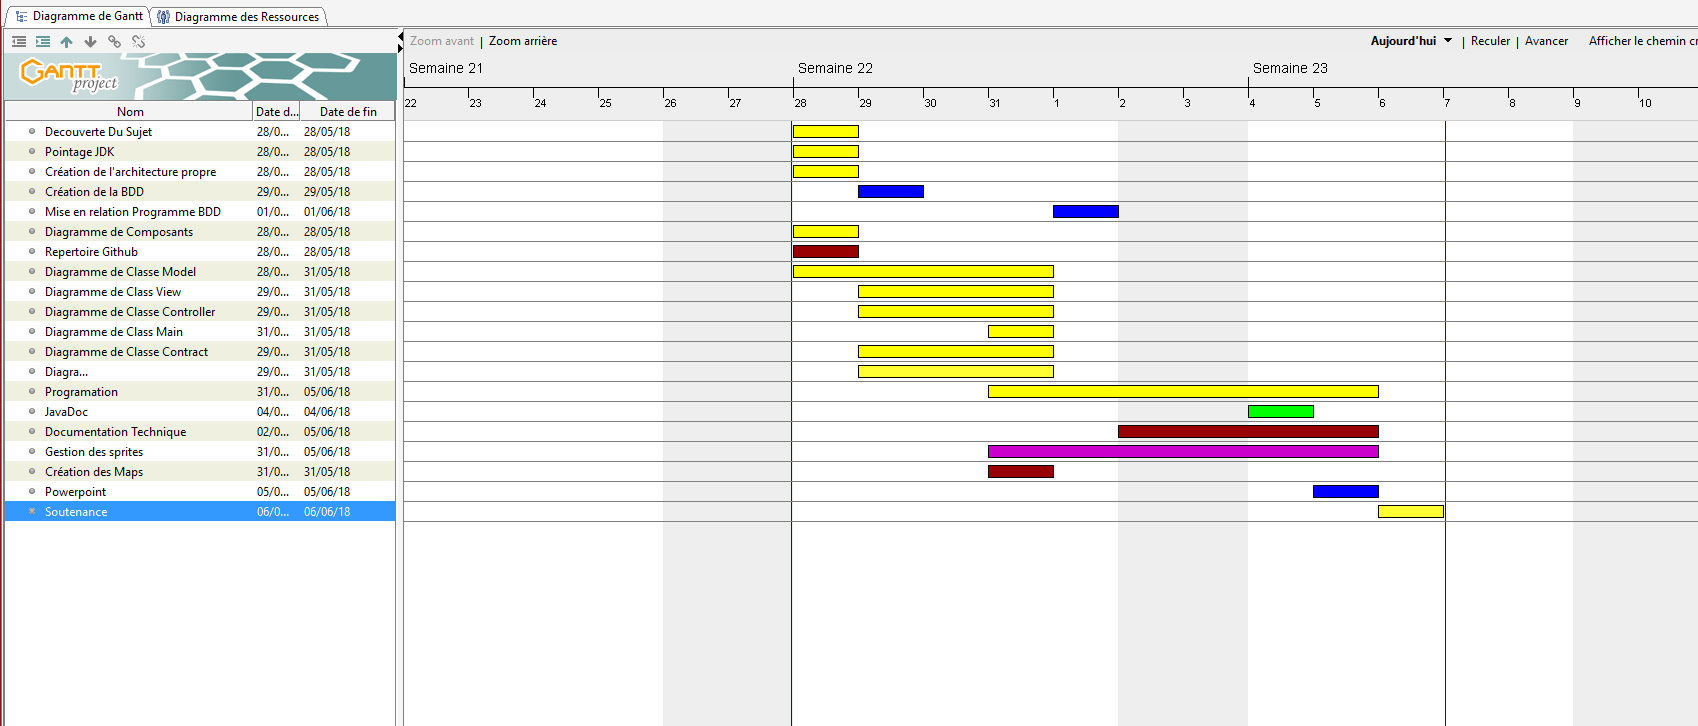 Diagramme de Gantt
Diagramme des Ressources
Zoom avant | Zoom arrière
Aujourd'hui | Reculer | Avancer Afficher le chemin cr
GANTT project
Semaine 21 Semaine 22 Semaine 23
22 23 24 25 26 27 28 29 30 31 1 2 3 4 5 6 7 8 9 10
Nom Date d... Date de fin
Decouverte Du Sujet 28/0... 28/05/18
Pointage JDK 28/0... 28/05/18
Création de l'architecture propre 28/0... 28/05/18
Création de la BDD 29/0... 29/05/18
Mise en relation Programme BDD 01/0... 01/06/18
Diagramme de Composants 28/0... 28/05/18
Repertoire Github 28/0... 28/05/18
Diagramme de Classe Model 28/0... 31/05/18
Diagramme de Class View 29/0... 31/05/18
Diagramme de Classe Controller 29/0... 31/05/18
Diagramme de Class Main 31/0... 31/05/18
Diagramme de Classe Contract 29/0... 31/05/18
Diagra... 29/0... 31/05/18
Programation 31/0... 05/06/18
JavaDoc 04/0... 04/06/18
Documentation Technique 02/0... 05/06/18
Gestion des sprites 31/0... 05/06/18
Création des Maps 31/0... 31/05/18
Powerpoint 05/0... 05/06/18
Soutenance 06/0... 06/06/18